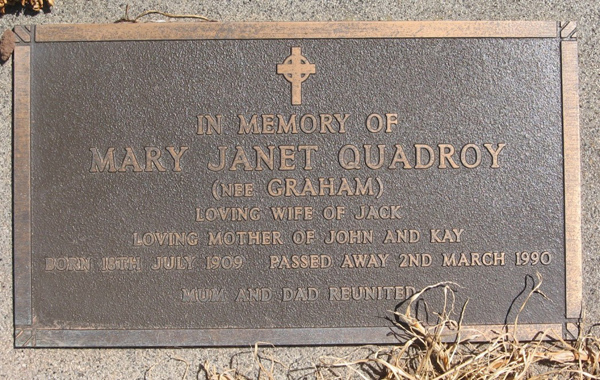 IN MEMORY OF
MARY JANET QUADROY
(NEE GRAHAM)
LOVING WIFE OF JACK
LOVING MOTHER OF JOHN AND KAY
BORN 18TH JULY 1909 PASSED AWAY 2ND MARCH 1990
MUM AND DAD REUNITED